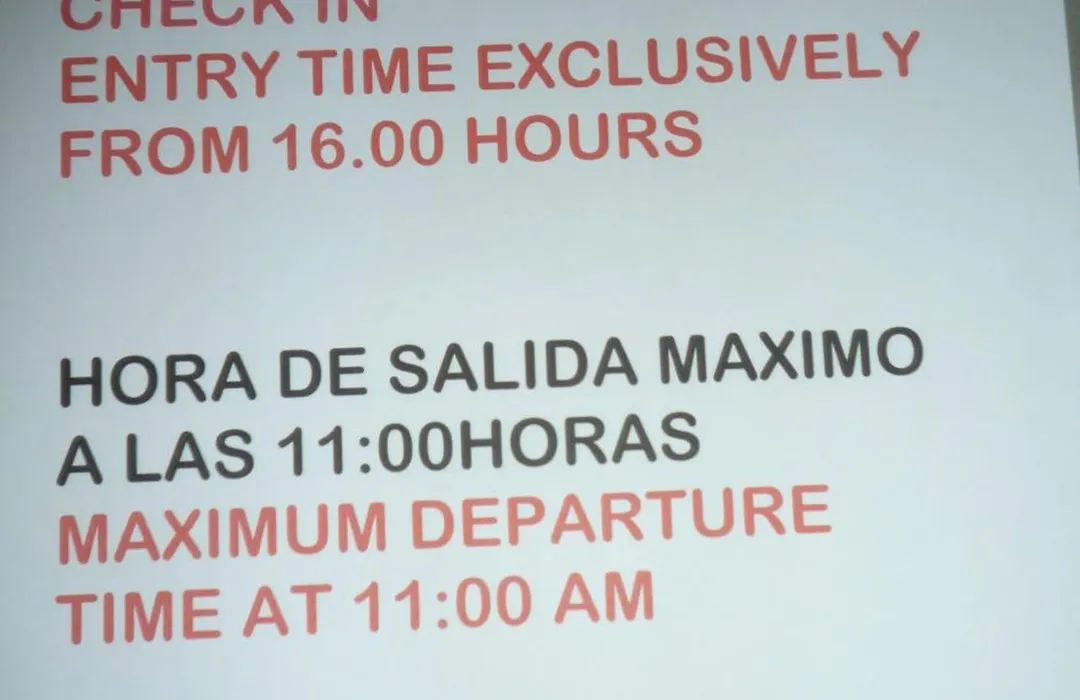 CHECK IN
ENTRY TIME EXCLUSIVELY
FROM 16.00 HOURS
HORA DE SALIDA MAXIMO
A LAS 11:00HORAS
MAXIMUM DEPARTURE
TIME AT 11:00 AM